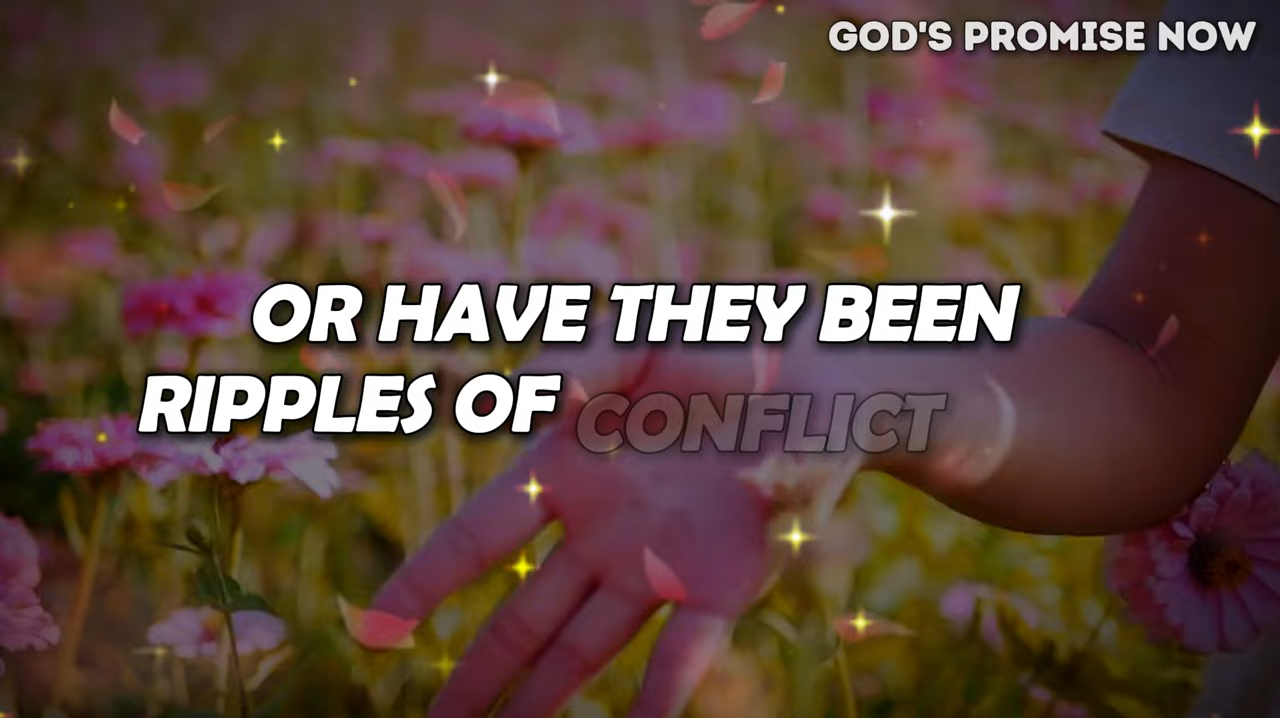 GOD'S PROMISE NOW
OR HAVE THEY BEEN
RIPPLES OF CONFLICT